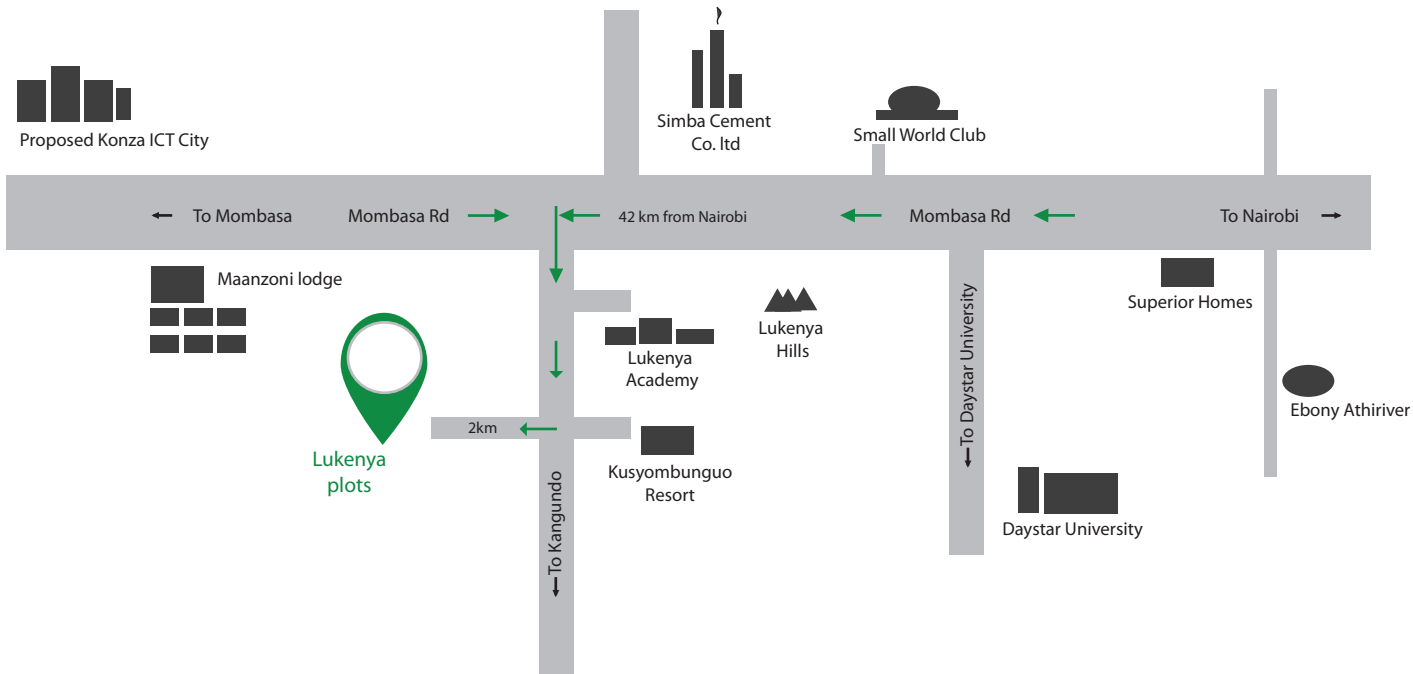 Simba Cement
Co. ltd
Small World Club
Proposed Konza ICT City
To Mombasa
Mombasa Rd
42 km from Nairobi
Mombasa Rd
To Nairobi
Maanzoni lodge
Superior Homes
Lukenya
Hills
Lukenya
Academy
To Daystar University
Ebony Athiriver
2km
Lukenya
plots
Kusyombunguo
Resort
To Kangundo
Daystar University